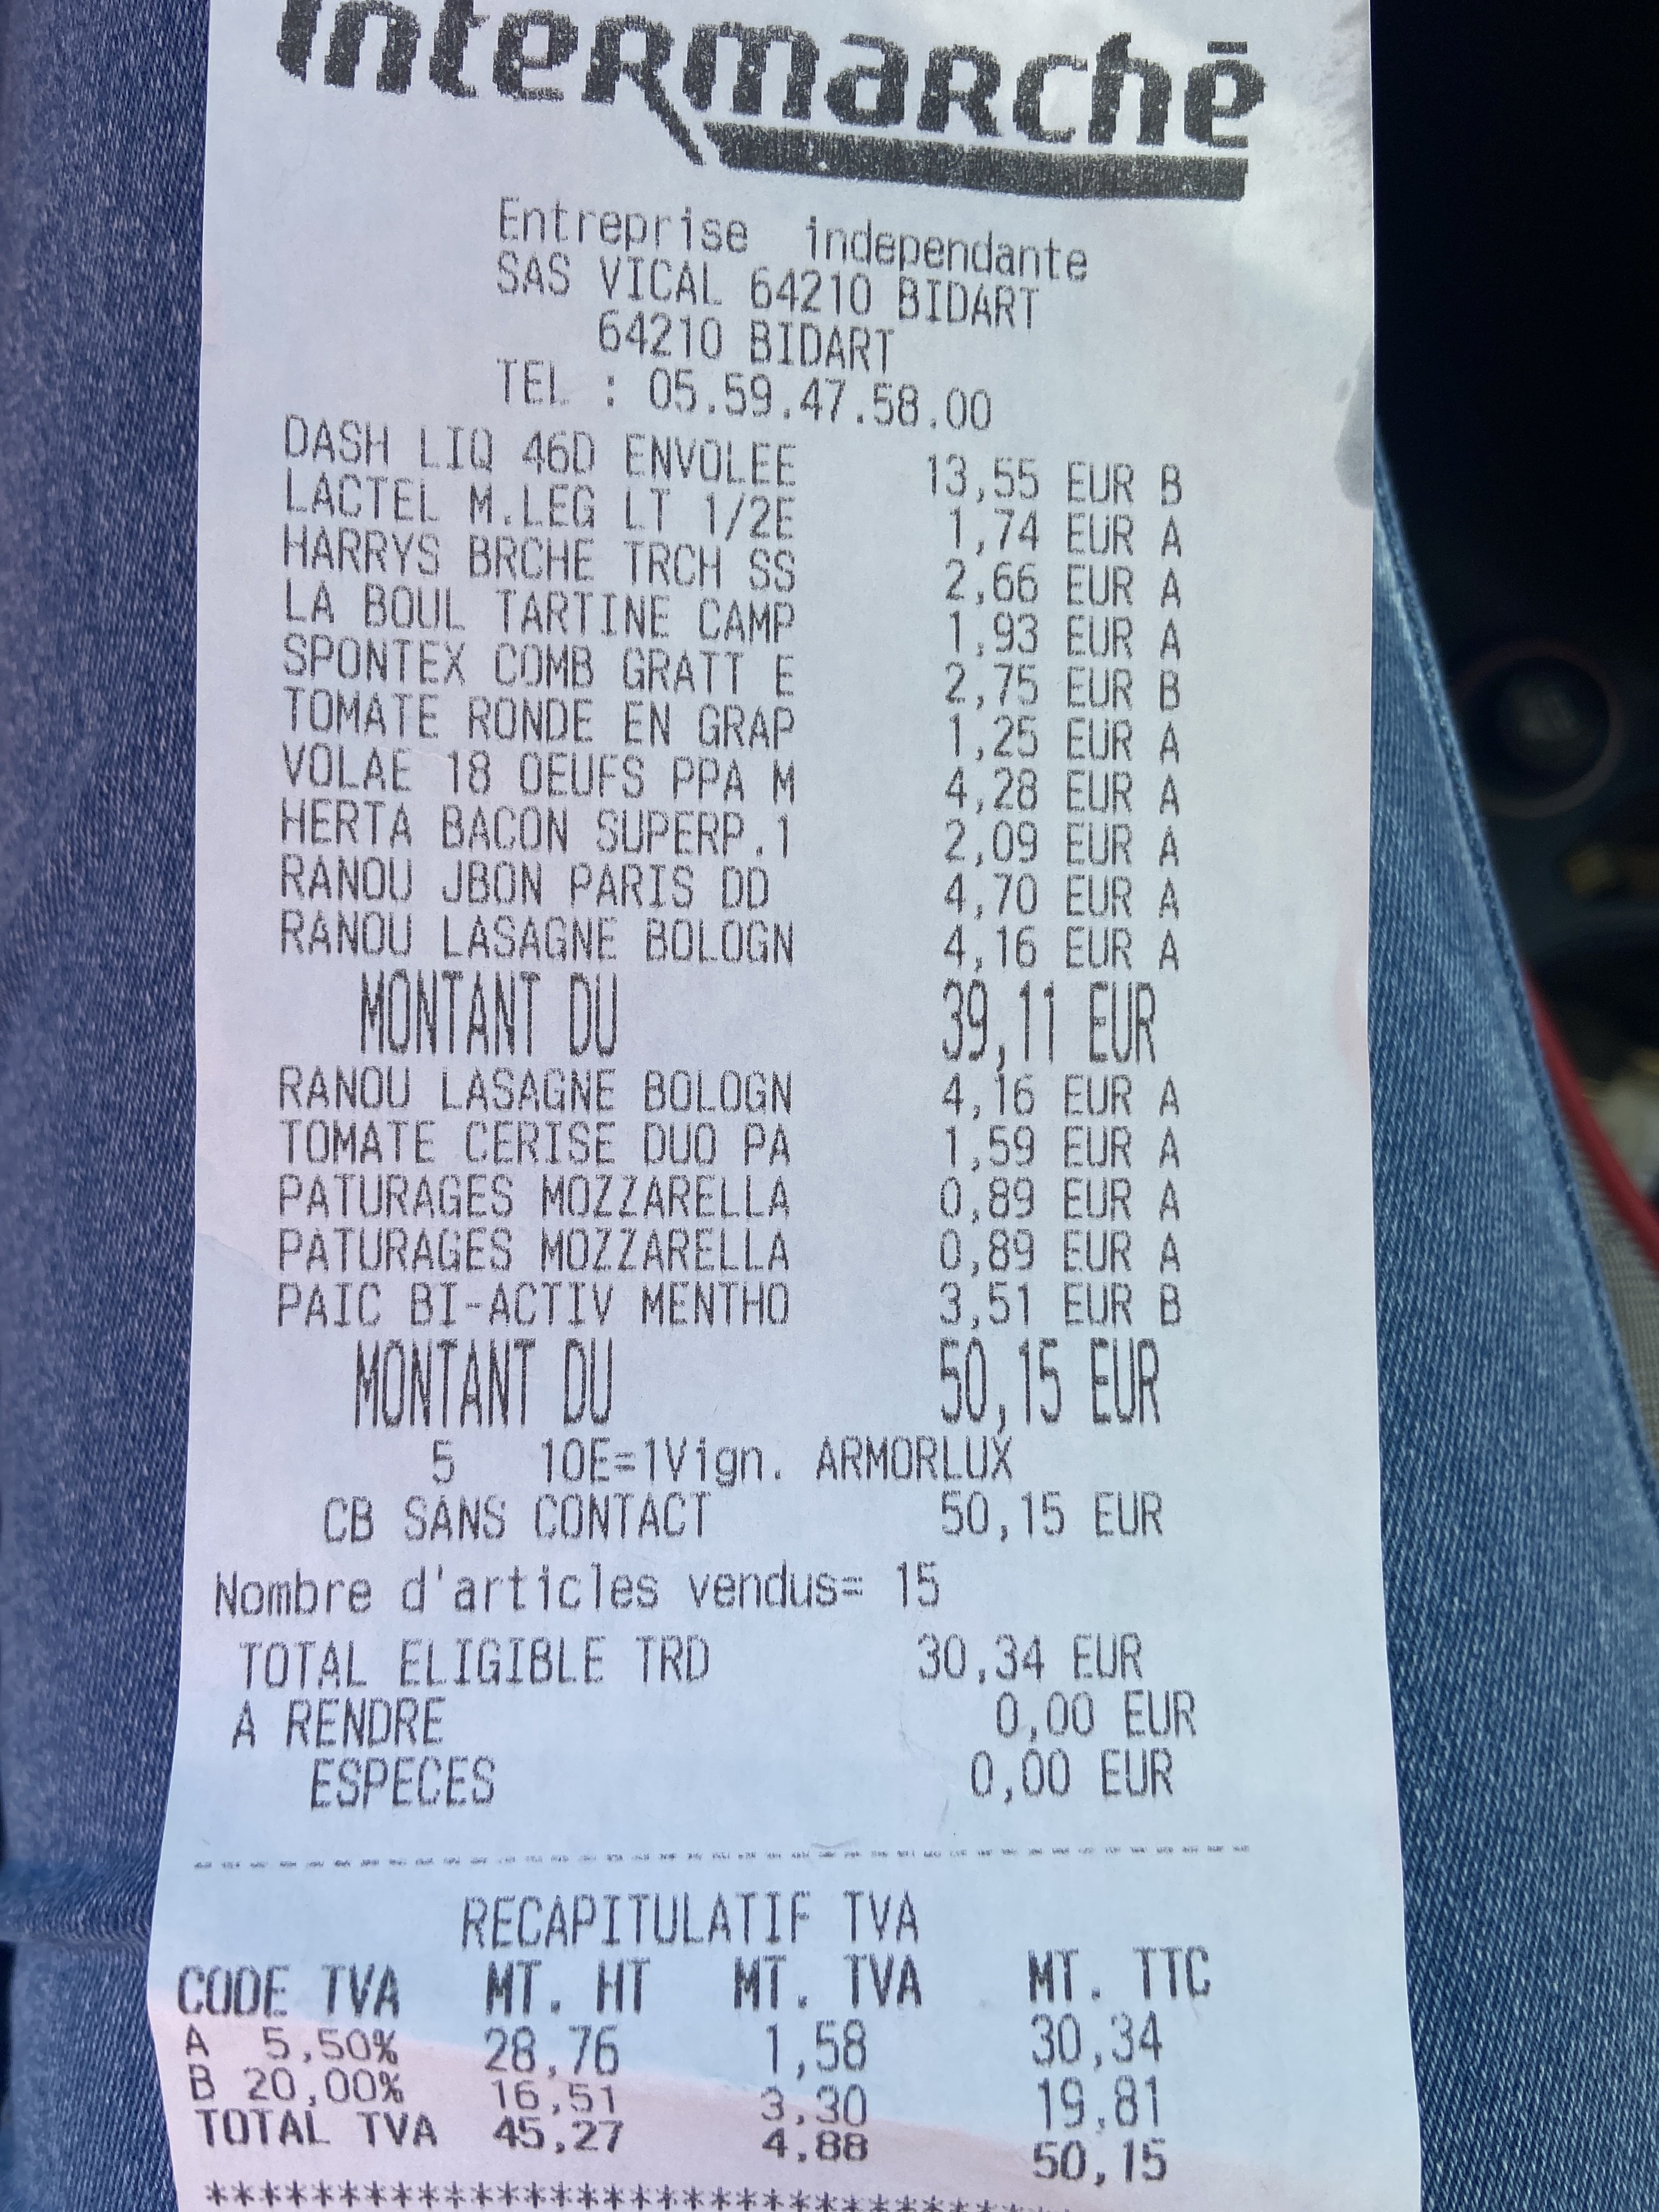 Intermarché
Entreprise independante
SAS VICAL 64210 BIDART
64210 BIDART
TEL : 05.59.47.58.00
DASH LIQ 46D ENVOLEE 13,55 EUR B
LACTEL M.LEG LT 1/2E 1,74 EUR A
HARRYS BRCHE TRCH SS 2,66 EUR A
LA BOUL TARTINE CAMP 1,93 EUR A
SPONTEX COMB GRATT E 2,75 EUR B
TOMATE RONDE EN GRAP 1,25 EUR A
VOLAE 18 OEUFS PPA M 4,28 EUR A
HERTA BACON SUPERP.1 2,09 EUR A
RANOU JBON PARIS DD 4,70 EUR A
RANOU LASAGNE BOLOGN 4,16 EUR A
MONTANT DU 39,11 EUR
RANOU LASAGNE BOLOGN 4,16 EUR A
TOMATE CERISE DUO PA 1,59 EUR A
PATURAGES MOZZARELLA 0,89 EUR A
PATURAGES MOZZARELLA 0,89 EUR A
PAIC BI-ACTIV MENTHO 3,51 EUR B
MONTANT DU 50,15 EUR
5 10E=1Vign. ARMORLUX
CB SANS CONTACT 50,15 EUR
Nombre d'articles vendus= 15
TOTAL ELIGIBLE TRD 30,34 EUR
A RENDRE 0,00 EUR
ESPECES 0,00 EUR
RECAPITULATIF TVA
CODE TVA MT. HT MT. TVA MT. TTC
A 5,50% 28,76 1,58 30,34
B 20,00% 16,51 3,30 19,81
TOTAL TVA 45,27 4,88 50,15